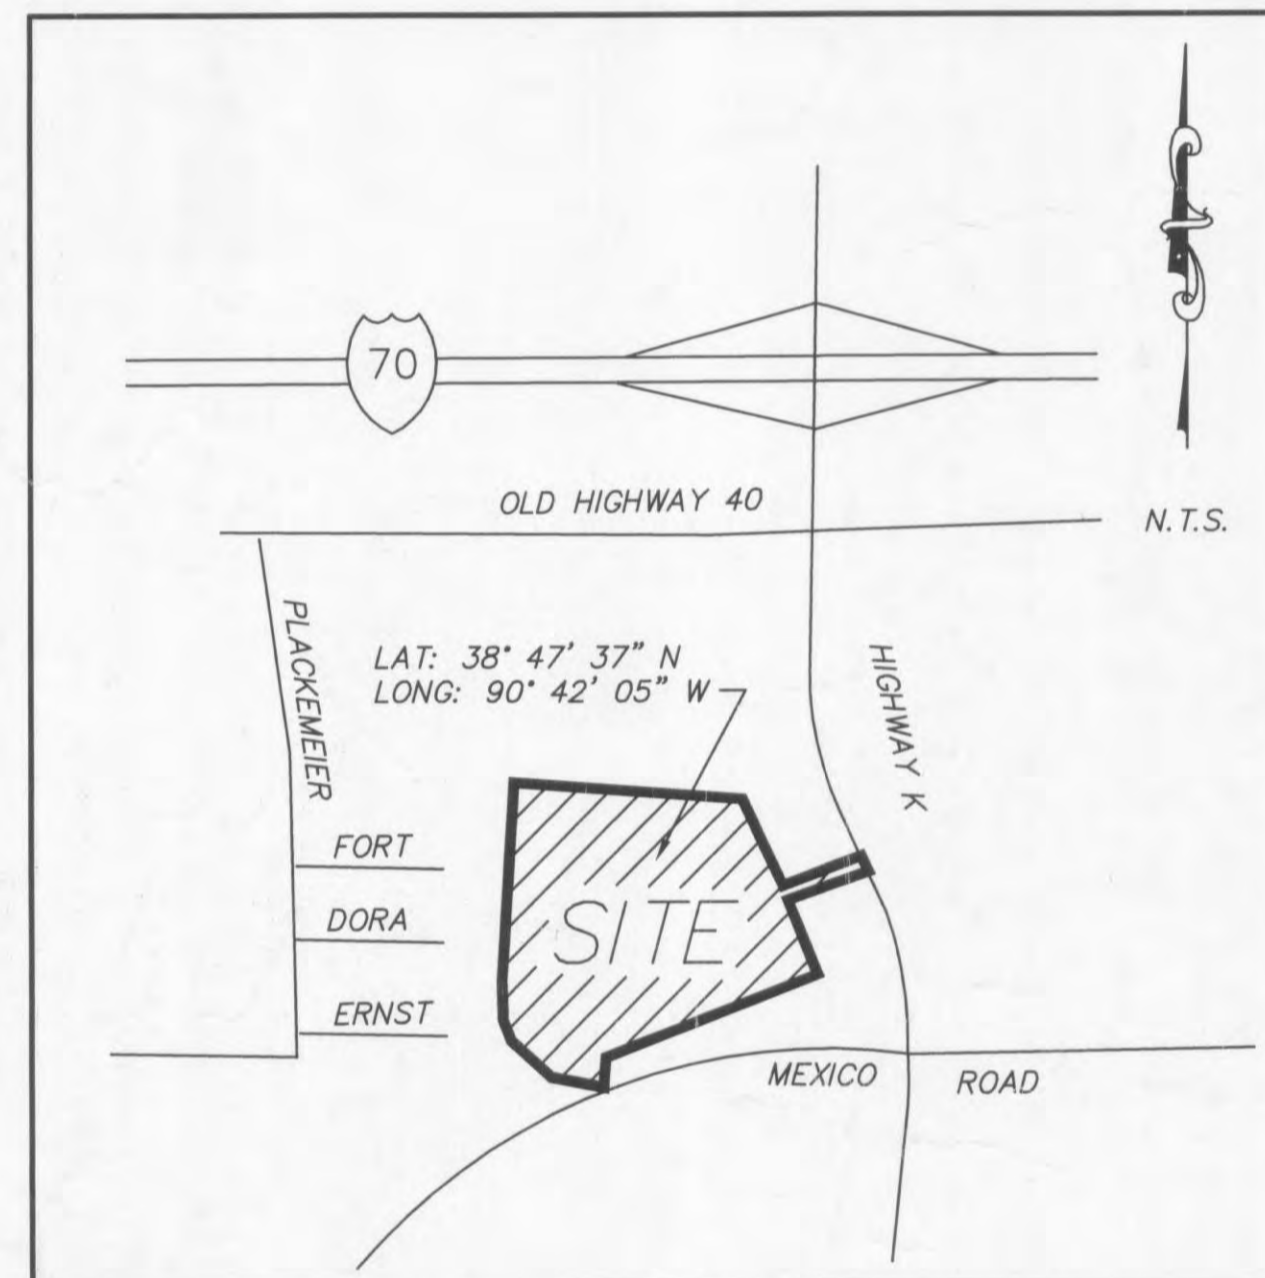 70
OLD HIGHWAY 40
N.T.S.
PLACKEMEIER
LAT: 38° 47' 37" N
LONG: 90° 42' 05" W
HIGHWAY K
FORT
DORA
SITE
ERNST
MEXICO ROAD